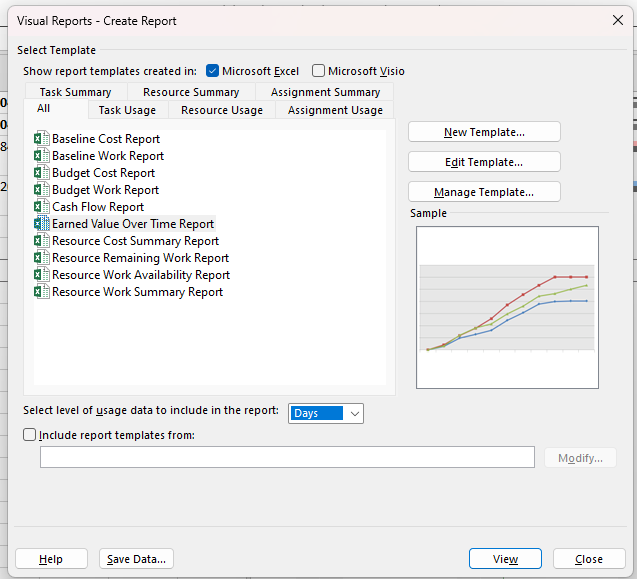 Visual Reports - Create Report
Select Template
Show report templates created in: Microsoft Excel Microsoft Visio
Task Summary Resource Summary Assignment Summary
All Task Usage Resource Usage Assignment Usage
Baseline Cost Report
Baseline Work Report
Budget Cost Report
Budget Work Report
Cash Flow Report
Earned Value Over Time Report
Resource Cost Summary Report
Resource Remaining Work Report
Resource Work Availability Report
Resource Work Summary Report
New Template...
Edit Template...
Manage Template...
Sample
Select level of usage data to include in the report: Days
Include report templates from:
Modify...
Help Save Data... View Close